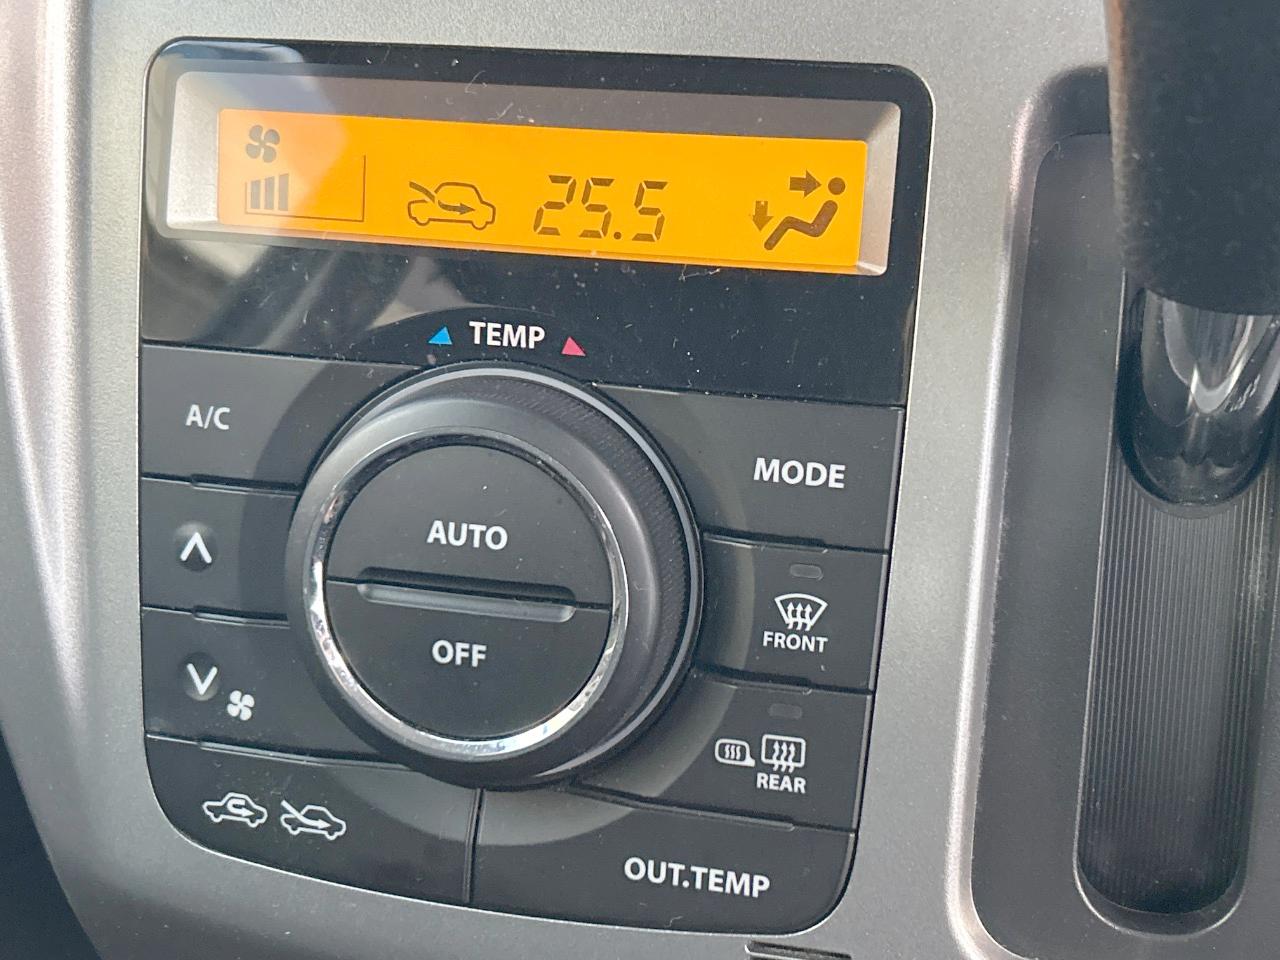 25.5
TEMP
A/C
MODE
AUTO
FRONT
OFF
REAR
OUT.TEMP